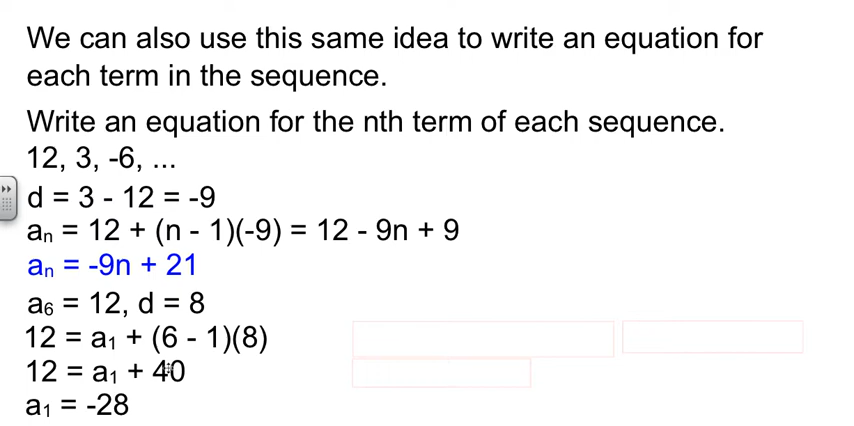 We can also use this same idea to write an equation for
each term in the sequence.
Write an equation for the nth term of each sequence.
12, 3, -6, ...
d = 3 - 12 = -9
aₙ = 12 + (n - 1)(-9) = 12 - 9n + 9
aₙ = -9n + 21
a₆ = 12, d = 8
12 = a₁ + (6 - 1)(8)
12 = a₁ + 40
a₁ = -28